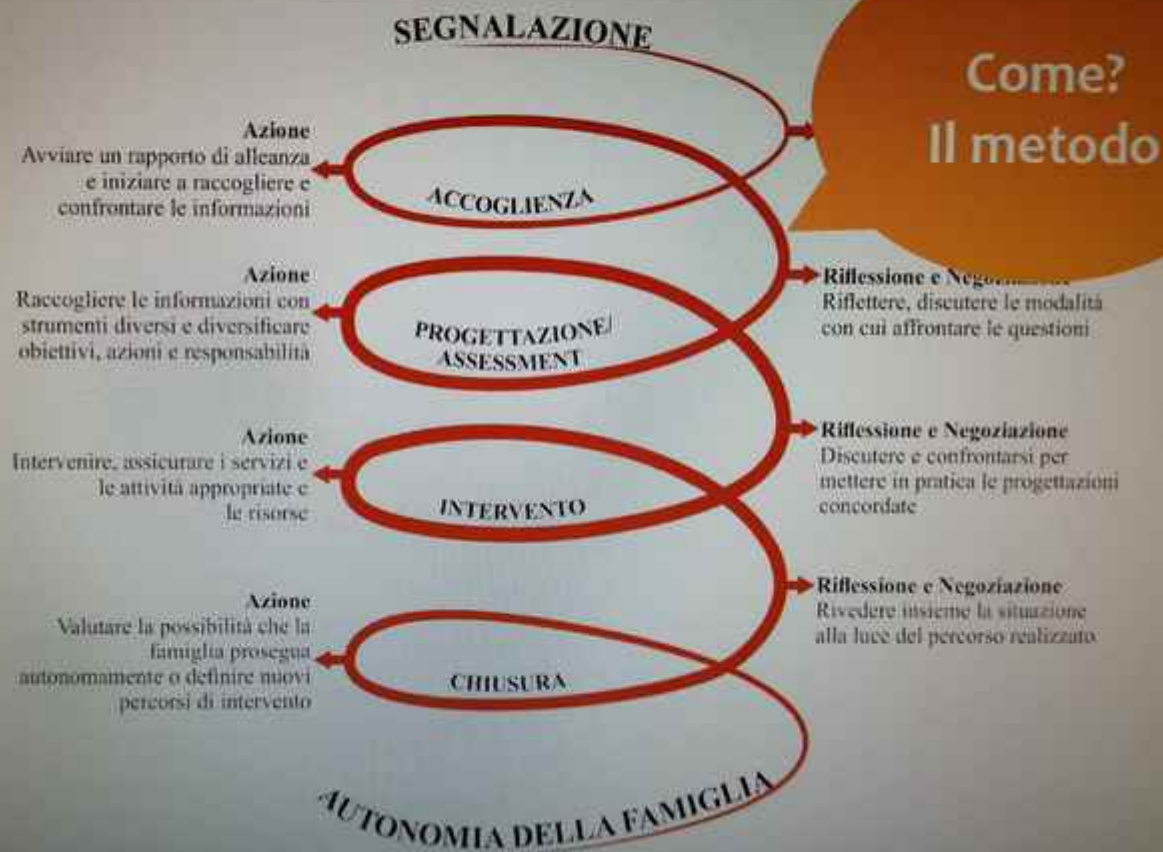 SEGNALAZIONE
Come?
Il metodo
Azione
Avviare un rapporto di alleanza
e iniziare a raccogliere e
confrontare le informazioni
ACCOGLIENZA
Azione
Raccogliere le informazioni con
strumenti diversi e diversificare
obiettivi, azioni e responsabilità
PROGETTAZIONE/
ASSESSMENT
Riflessione e
Riflettere, discutere le modalità
con cui affrontare le questioni
Azione
Intervenire, assicurare i servizi e
le attività appropriate e
le risorse
INTERVENTO
Riflessione e Negoziazione
Discutere e confrontarsi per
mettere in pratica le progettazioni
concordate
Azione
Valutare la possibilità che la
famiglia prosegua
autonomamente o definire nuovi
percorsi di intervento
CHIUSURA
Riflessione e Negoziazione
Rivedere insieme la situazione
alla luce del percorso realizzato
AUTONOMIA DELLA FAMIGLIA